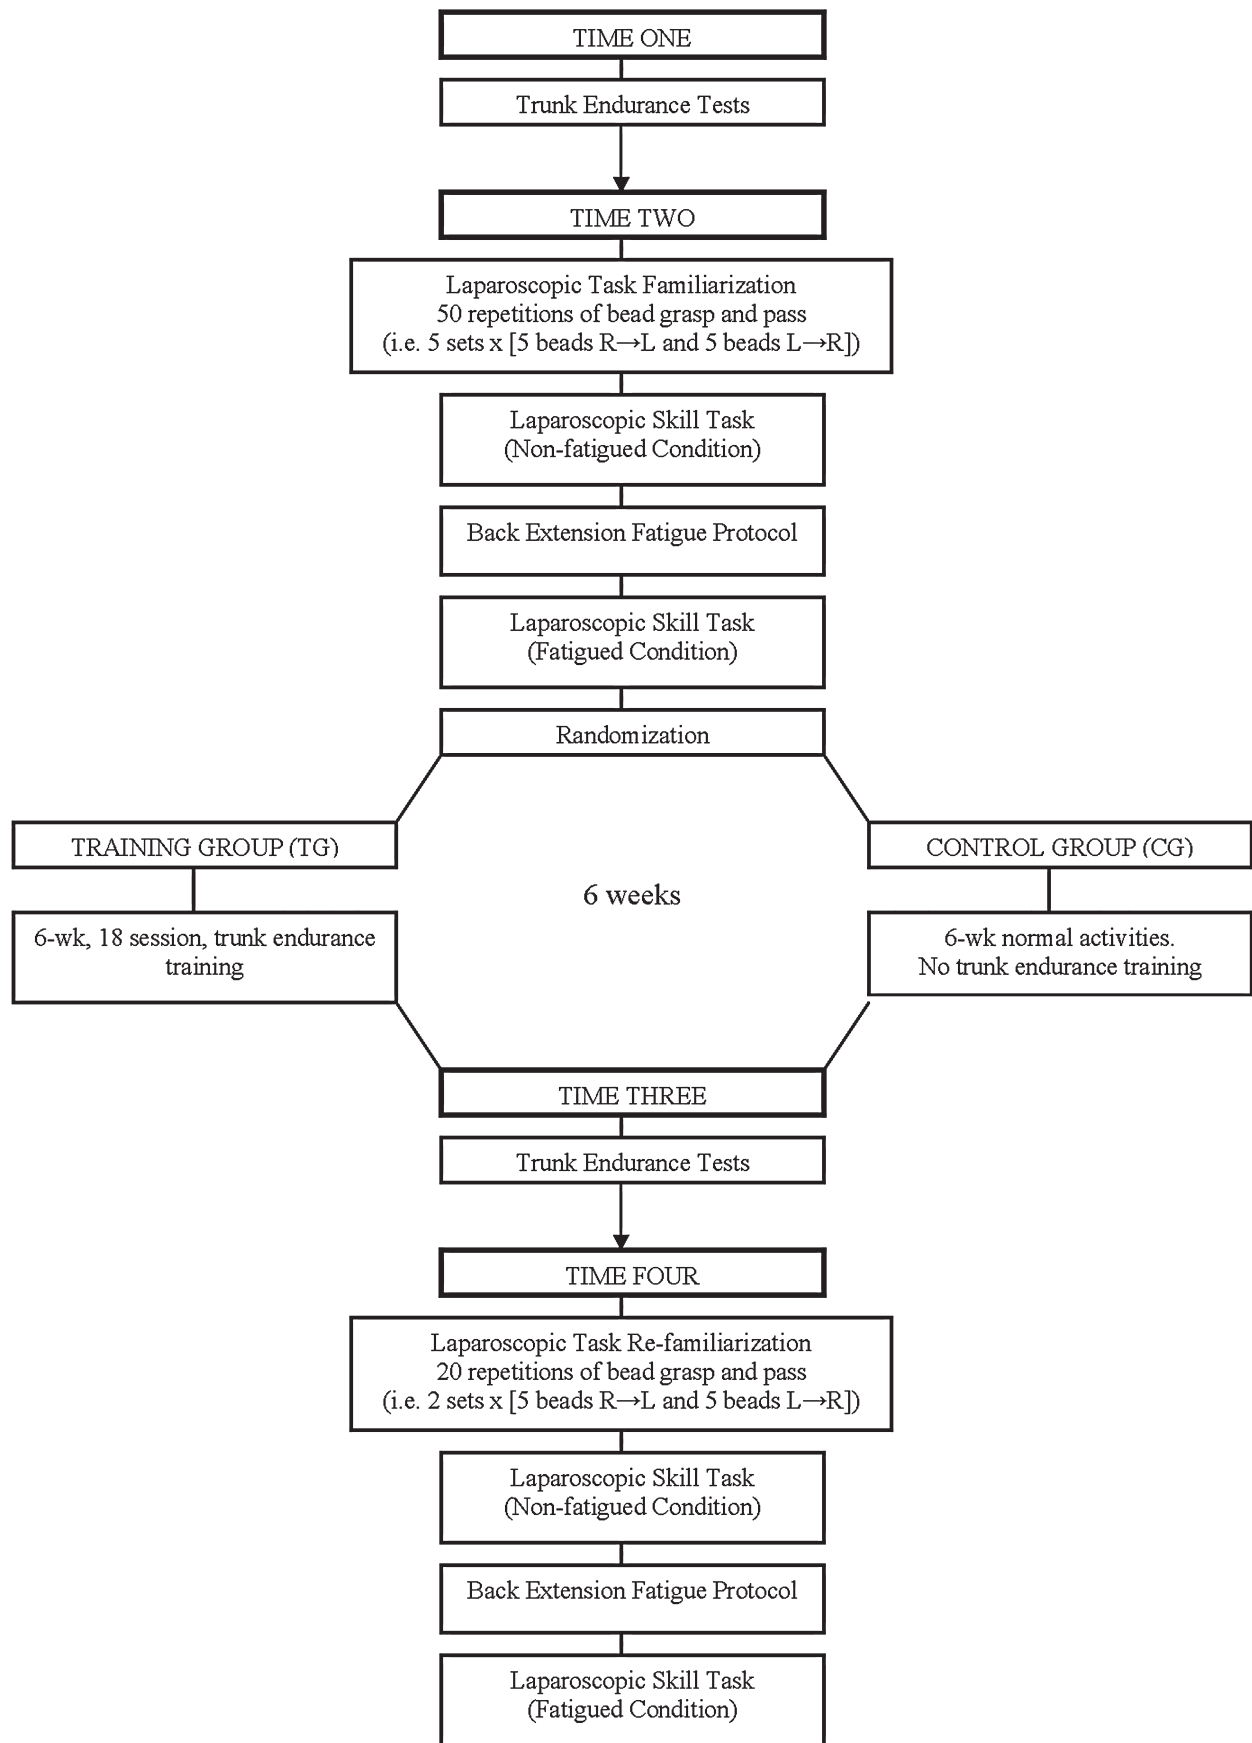 TIME ONE
Trunk Endurance Tests
TIME TWO
Laparoscopic Task Familiarization
50 repetitions of bead grasp and pass
(i.e. 5 sets x [5 beads R→L and 5 beads L→R])
Laparoscopic Skill Task
(Non-fatigued Condition)
Back Extension Fatigue Protocol
Laparoscopic Skill Task
(Fatigued Condition)
Randomization
TRAINING GROUP (TG)
CONTROL GROUP (CG)
6 weeks
6-wk, 18 session, trunk endurance
training
6-wk normal activities.
No trunk endurance training
TIME THREE
Trunk Endurance Tests
TIME FOUR
Laparoscopic Task Re-familiarization
20 repetitions of bead grasp and pass
(i.e. 2 sets x [5 beads R→L and 5 beads L→R])
Laparoscopic Skill Task
(Non-fatigued Condition)
Back Extension Fatigue Protocol
Laparoscopic Skill Task
(Fatigued Condition)